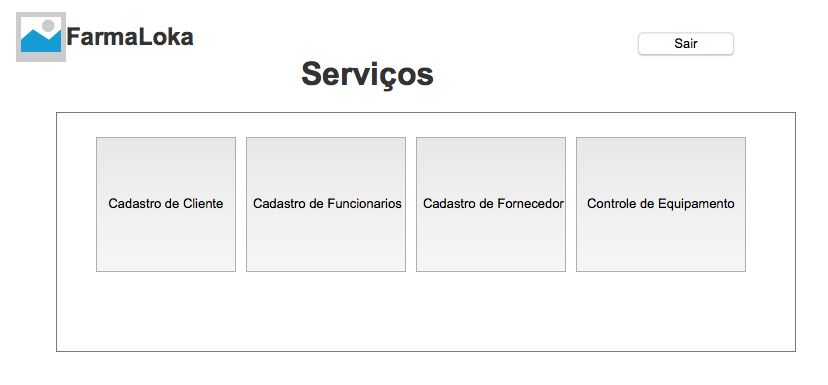 FarmaLoka
Sair
Serviços
Cadastro de Cliente
Cadastro de Funcionarios
Cadastro de Fornecedor
Controle de Equipamento